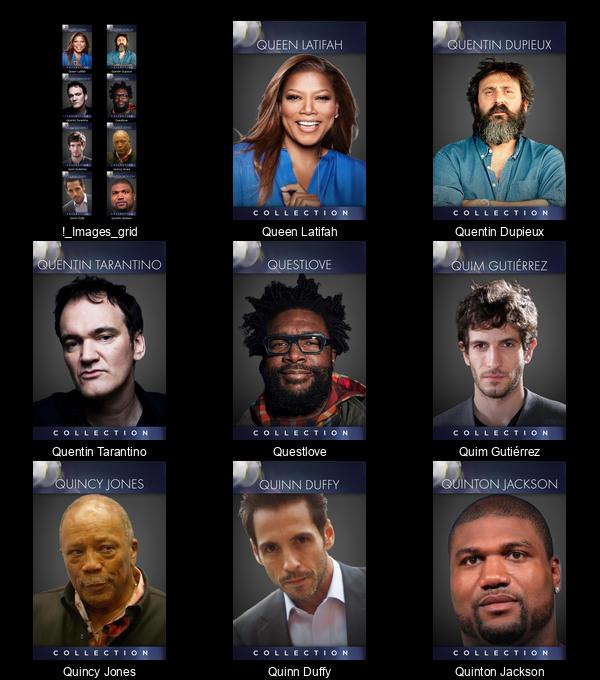 QUEEN LATIFAH
QUENTIN DUPIEUX
COLLECTION
COLLECTION
!_Images_grid
Queen Latifah
Quentin Dupieux
QUENTIN TARANTINO
QUESTLOVE
QUIM GUTIÉRREZ
COLLECTION
COLLECTION
COLLECTION
Quentin Tarantino
Questlove
Quim Gutiérrez
QUINCY JONES
QUINN DUFFY
QUINTON JACKSON
COLLECTION
COLLECTION
COLLECTION
Quincy Jones
Quinn Duffy
Quinton Jackson